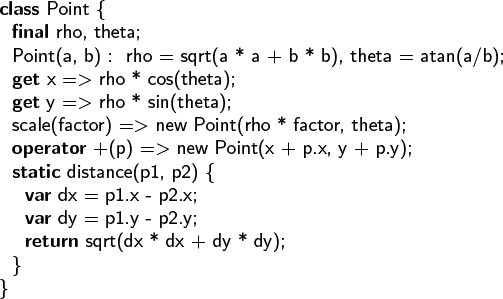 class Point {
final rho, theta;
Point(a, b) : rho = sqrt(a * a + b * b), theta = atan(a/b);
get x => rho * cos(theta);
get y => rho * sin(theta);
scale(factor) => new Point(rho * factor, theta);
operator +(p) => new Point(x + p.x, y + p.y);
static distance(p1, p2) {
var dx = p1.x - p2.x;
var dy = p1.y - p2.y;
return sqrt(dx * dx + dy * dy);
}
}